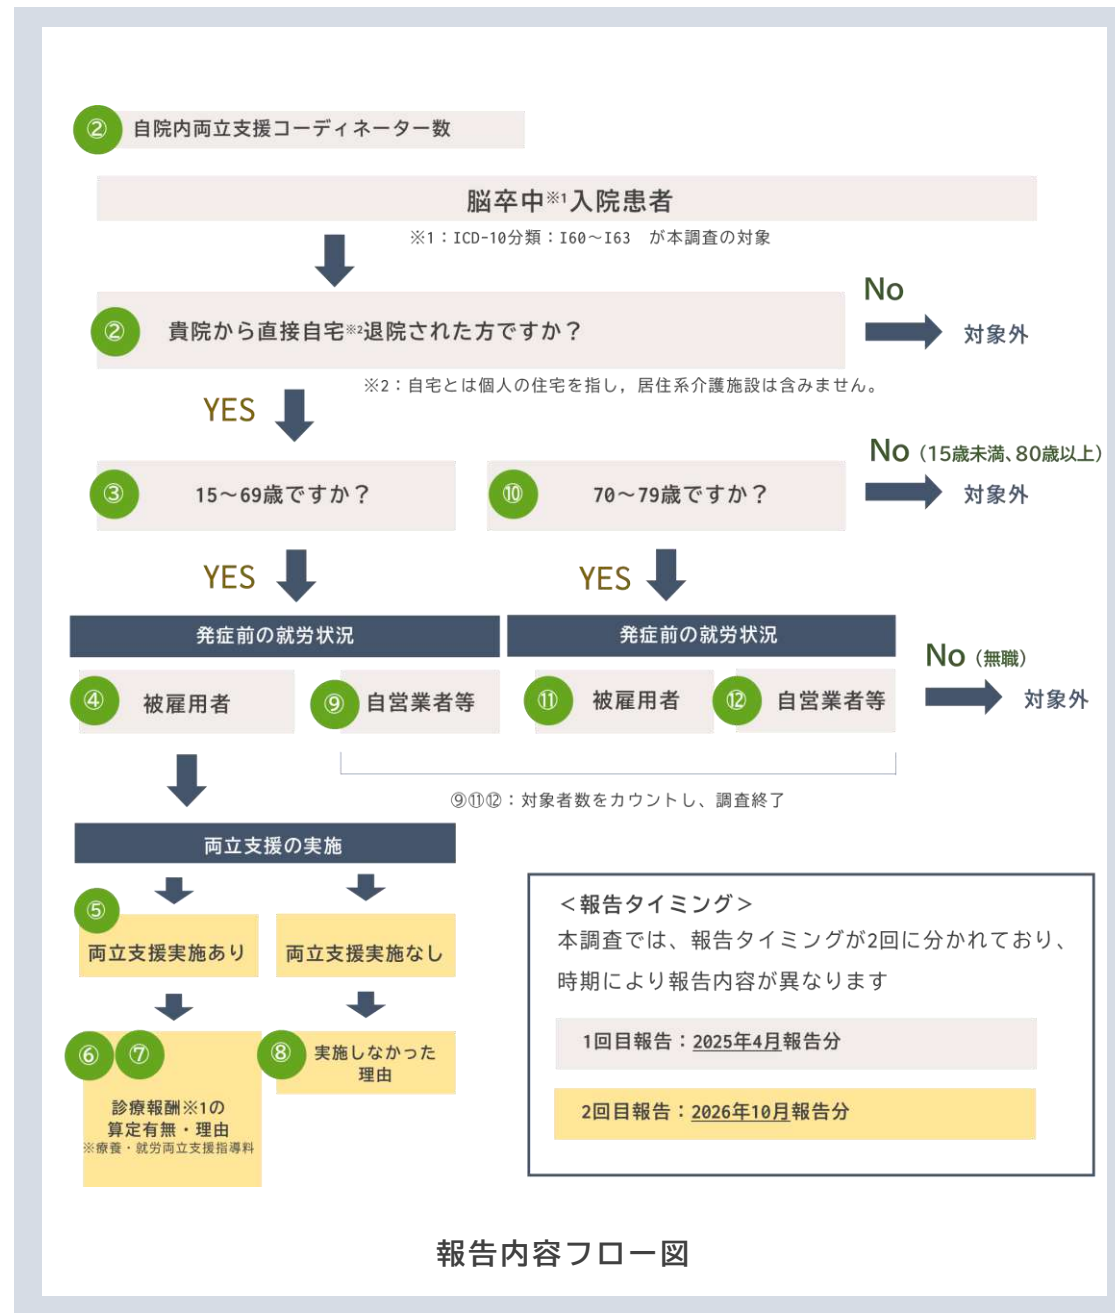 ② 自院内両立支援コーディネーター数
脳卒中※1入院患者
※1：ICD-10分類：I60～I63　が本調査の対象
No
② 貴院から直接自宅※2退院された方ですか？
対象外
※2：自宅とは個人の住宅を指し，居住系介護施設は含みません。
YES
No（15歳未満、80歳以上）
③ 15～69歳ですか？
⑩ 70～79歳ですか？
対象外
YES
YES
発症前の就労状況
発症前の就労状況
No（無職）
④ 被雇用者
⑨ 自営業者等
⑪ 被雇用者
⑫ 自営業者等
対象外
⑨⑪⑫：対象者数をカウントし、調査終了
両立支援の実施
⑤
両立支援実施あり
両立支援実施なし
⑥ ⑦
診療報酬※1の
算定有無・理由
※療養・就労両立支援指導料
⑧ 実施しなかった
理由
＜報告タイミング＞
本調査では、報告タイミングが2回に分かれており、
時期により報告内容が異なります
1回目報告：2025年4月報告分
2回目報告：2026年10月報告分
報告内容フロー図